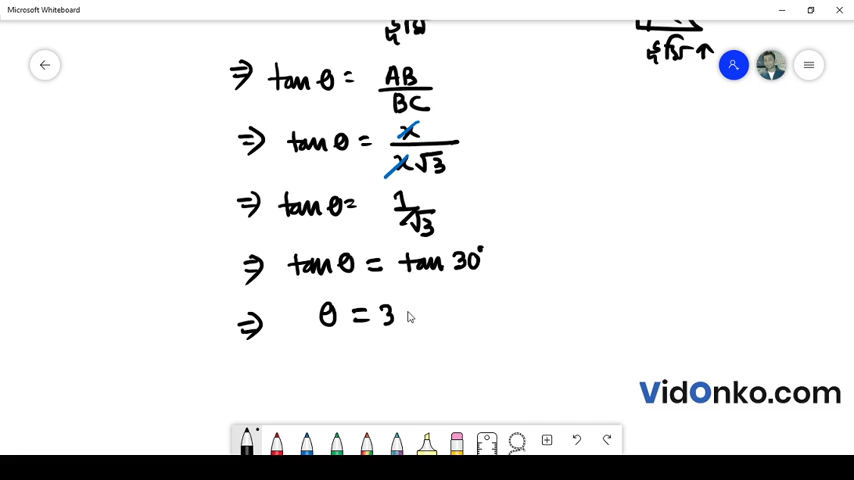 Microsoft Whiteboard
⇒ tan θ = AB/BC
⇒ tan θ = x/x√3
⇒ tan θ = 1/√3
⇒ tan θ = tan 30°
⇒ θ = 3
VidOnko.com